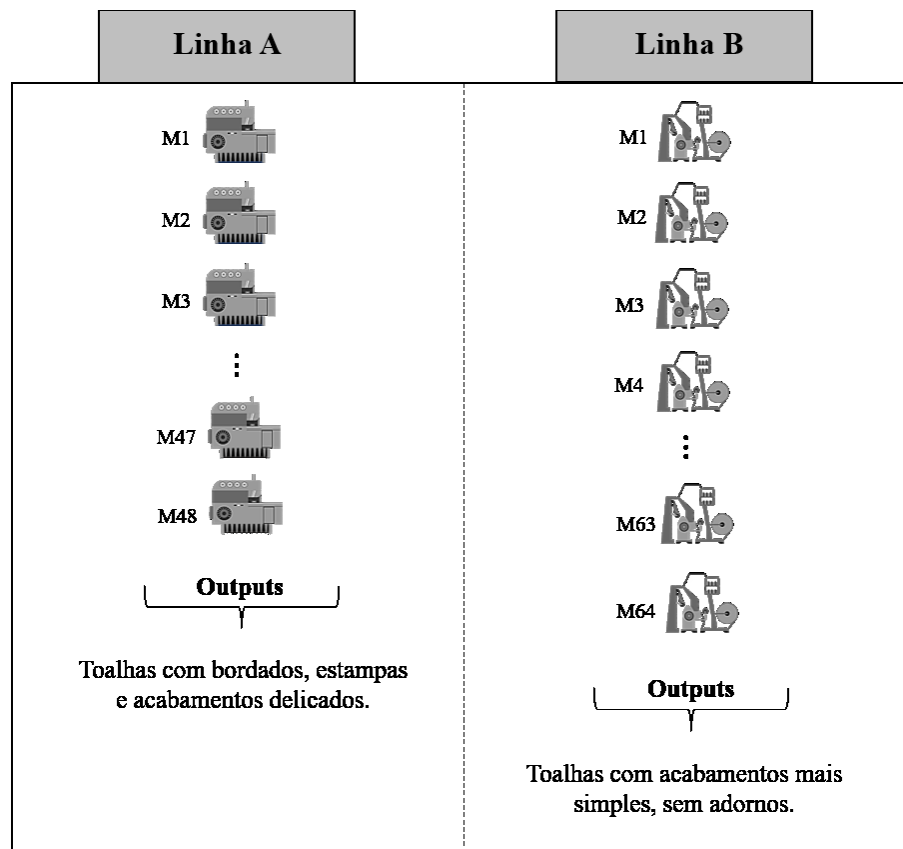 Linha A
M1
M2
M3
⋮
M47
M48
Outputs
Toalhas com bordados, estampas
e acabamentos delicados.
Linha B
M1
M2
M3
M4
⋮
M63
M64
Outputs
Toalhas com acabamentos mais
simples, sem adornos.